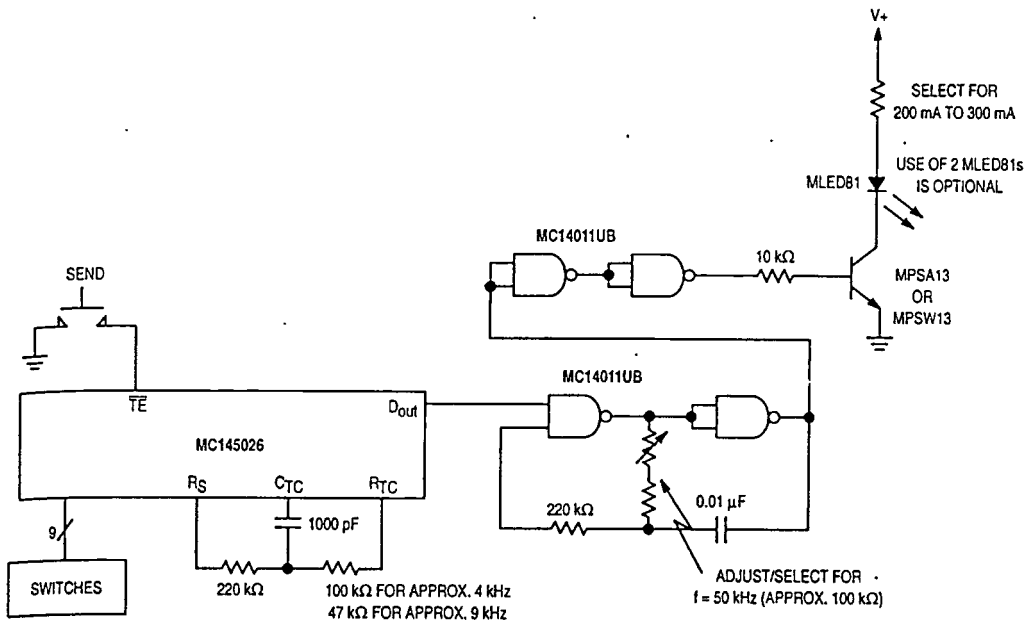 V+
SELECT FOR
200 mA TO 300 mA
MLED81
USE OF 2 MLED81s
IS OPTIONAL
MC14011UB
10 kΩ
MPSA13
OR
MPSW13
SEND
MC14011UB
TE
Dout
MC145026
RS
CTC
RTC
1000 pF
9
220 kΩ
0.01 µF
SWITCHES
220 kΩ
100 kΩ FOR APPROX. 4 kHz
47 kΩ FOR APPROX. 9 kHz
ADJUST/SELECT FOR
f = 50 kHz (APPROX. 100 kΩ)